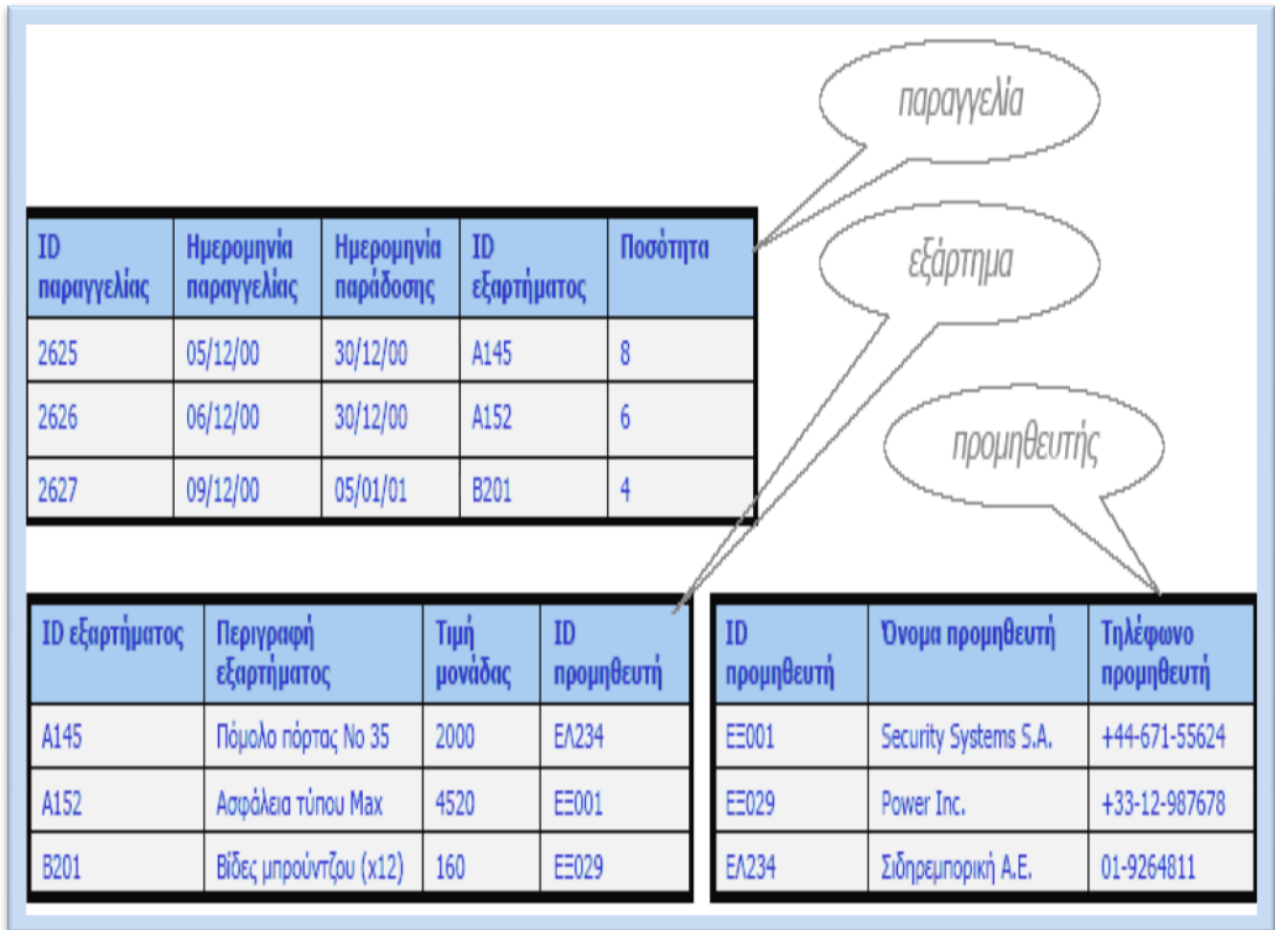 παραγγελία
εξάρτημα
προμηθευτής
ID παραγγελίας Ημερομηνία παραγγελίας Ημερομηνία παράδοσης ID εξαρτήματος Ποσότητα
2625 05/12/00 30/12/00 A145 8
2626 06/12/00 30/12/00 A152 6
2627 09/12/00 05/01/01 B201 4
ID εξαρτήματος Περιγραφή εξαρτήματος Τιμή μονάδας ID προμηθευτή
A145 Πόμολο πόρτας Νο 35 2000 ΕΛ234
A152 Ασφάλεια τύπου Max 4520 ΕΞ001
B201 Βίδες μπρούντζου (x12) 160 ΕΞ029
ID προμηθευτή Όνομα προμηθευτή Τηλέφωνο προμηθευτή
ΕΞ001 Security Systems S.A. +44-671-55624
ΕΞ029 Power Inc. +33-12-987678
ΕΛ234 Σιδηρεμπορική Α.Ε. 01-9264811